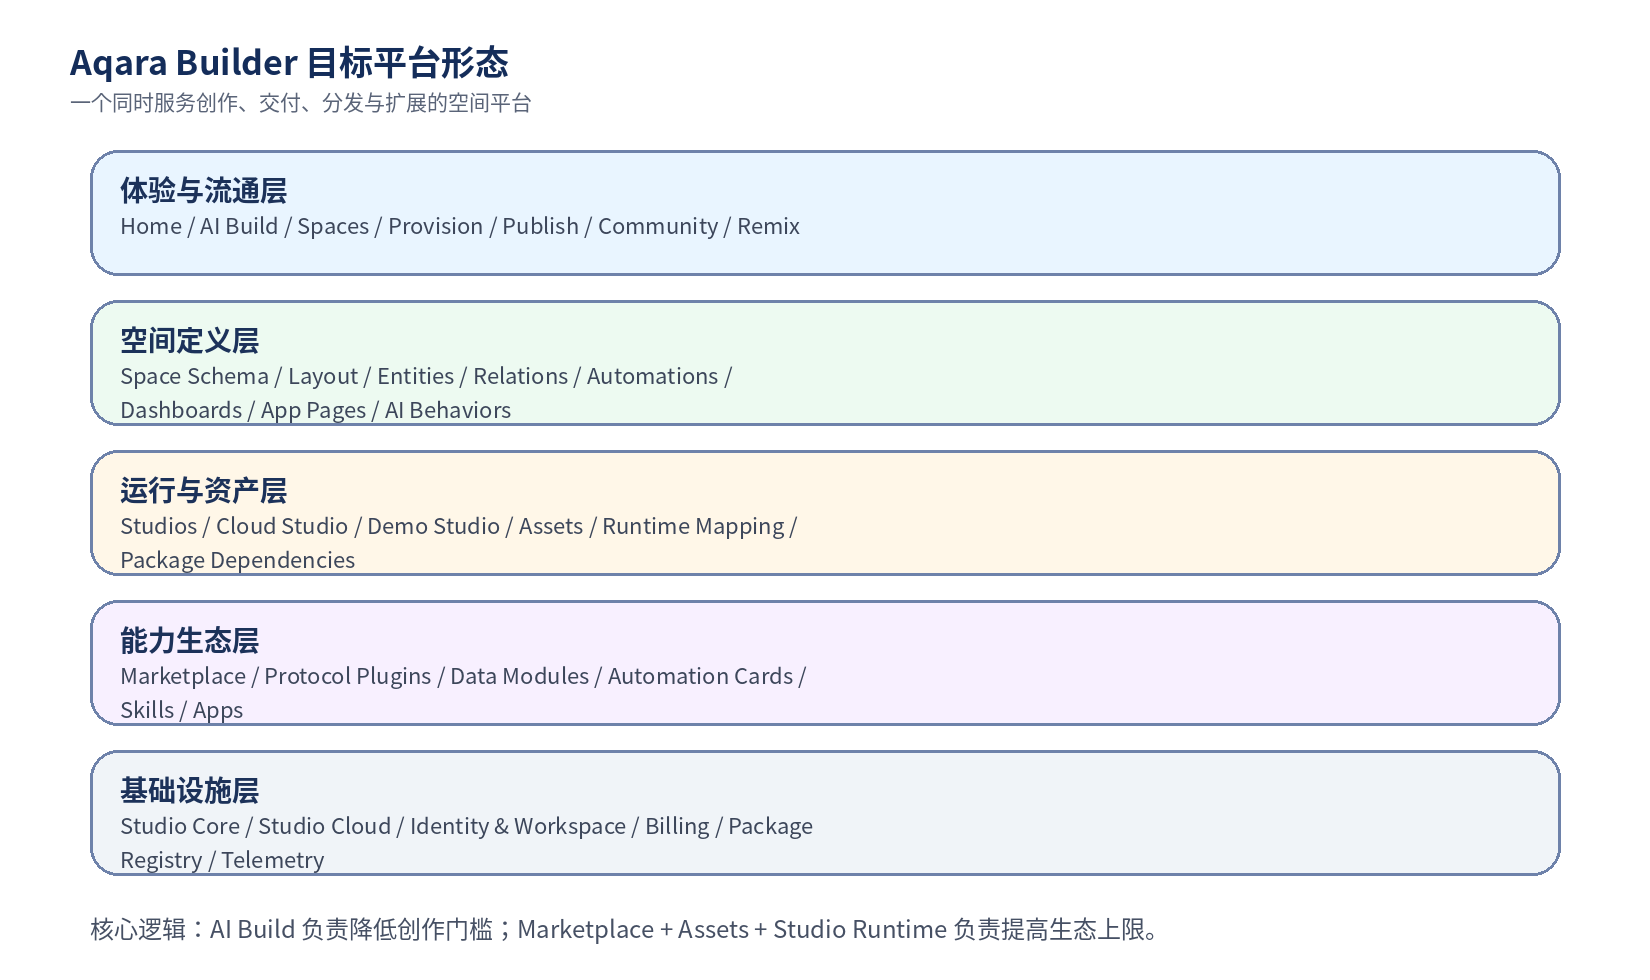 Aqara Builder 目标平台形态
一个同时服务创作、交付、分发与扩展的空间平台
体验与流通层
Home / AI Build / Spaces / Provision / Publish / Community / Remix
空间定义层
Space Schema / Layout / Entities / Relations / Automations /
Dashboards / App Pages / AI Behaviors
运行与资产层
Studios / Cloud Studio / Demo Studio / Assets / Runtime Mapping /
Package Dependencies
能力生态层
Marketplace / Protocol Plugins / Data Modules / Automation Cards /
Skills / Apps
基础设施层
Studio Core / Studio Cloud / Identity & Workspace / Billing / Package
Registry / Telemetry
核心逻辑：AI Build 负责降低创作门槛；Marketplace + Assets + Studio Runtime 负责提高生态上限。